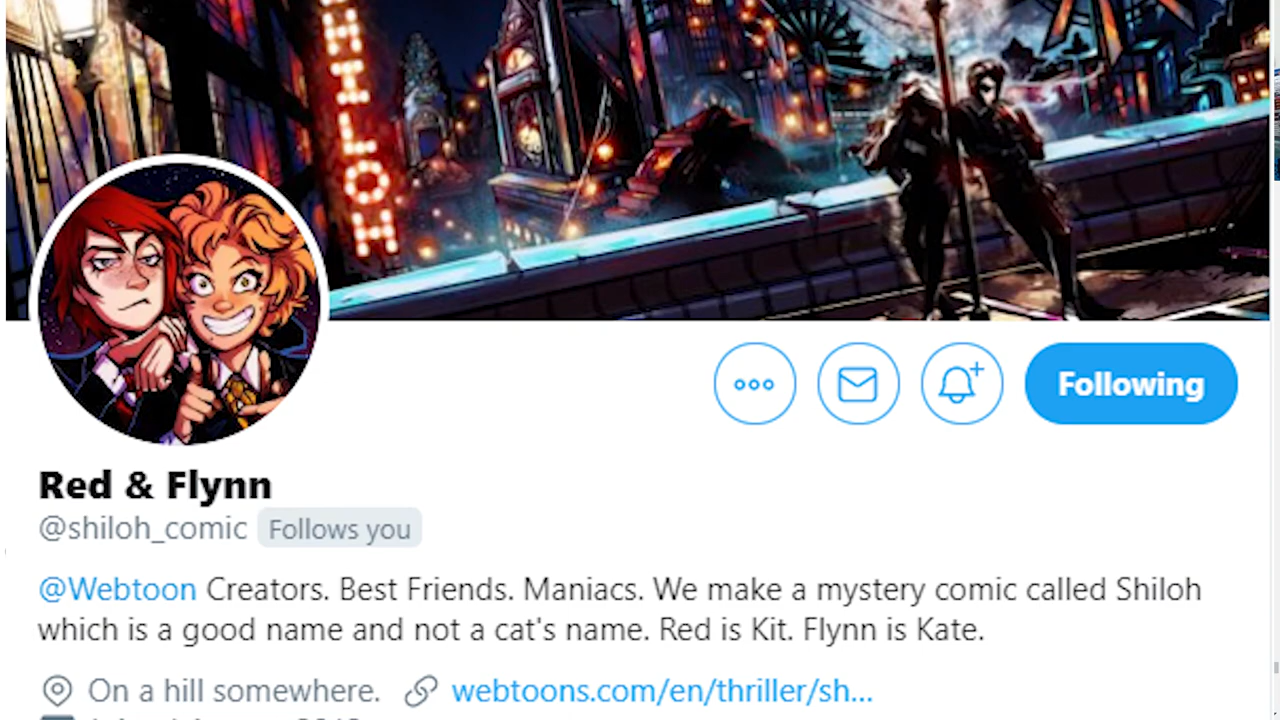 SHILOH
Following
Red & Flynn
@shiloh_comic Follows you
@Webtoon Creators. Best Friends. Maniacs. We make a mystery comic called Shiloh
which is a good name and not a cat's name. Red is Kit. Flynn is Kate.
On a hill somewhere. webtoons.com/en/thriller/sh...